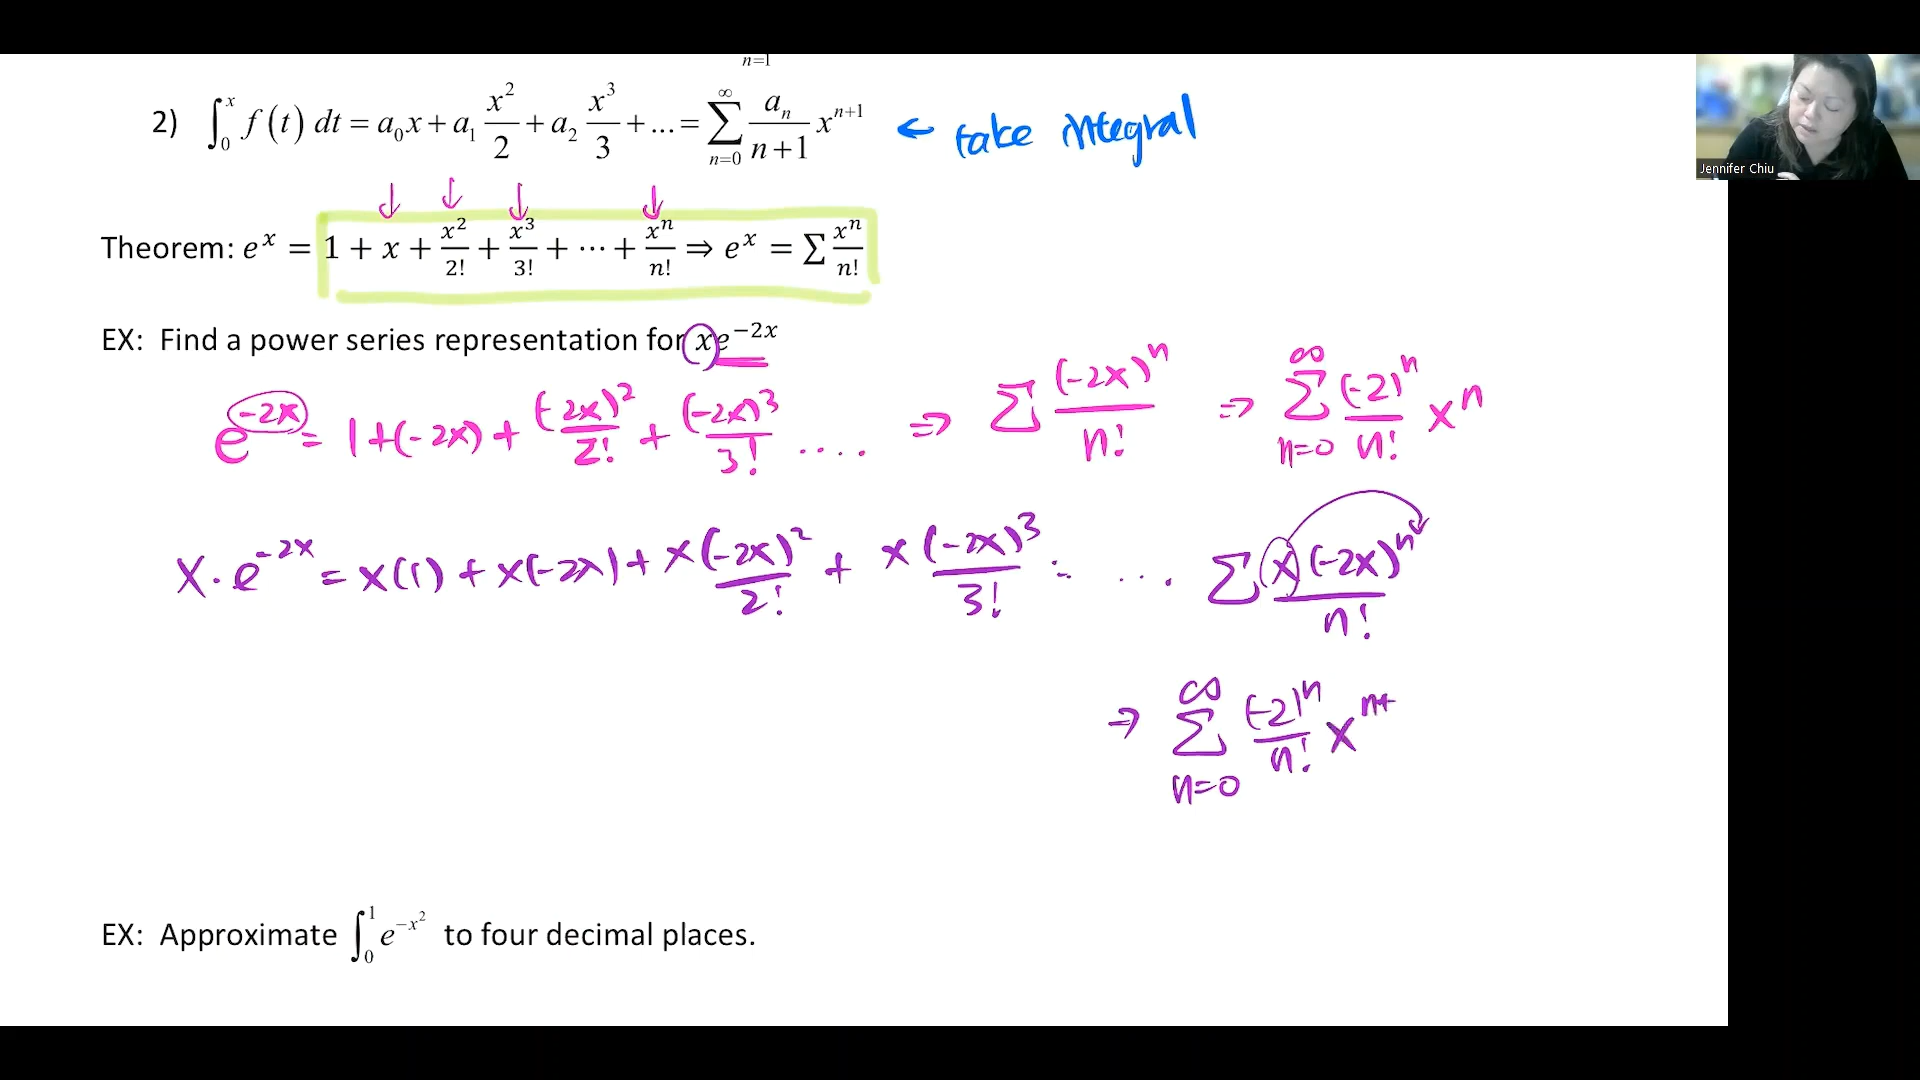 n=1
2) ∫₀ˣ f(t) dt = a₀x + a₁ x²/2 + a₂ x³/3 + ... = ∑_{n=0}^{∞} aₙ/(n+1) xⁿ⁺¹ ← take integral
Jennifer Chiu
↓ ↓ ↓ ↓
Theorem: eˣ = 1 + x + x²/2! + x³/3! + ⋯ + xⁿ/n! ⇒ eˣ = ∑ xⁿ/n!
EX: Find a power series representation for xe⁻²ˣ
e⁻²ˣ = 1+(-2x) + (-2x)²/2! + (-2x)³/3! .... ⇒ ∑ (-2x)ⁿ/n! ⇒ ∑_{n=0}^{∞} (-2)ⁿ/n! xⁿ
x·e⁻²ˣ = x(1) + x(-2x) + x(-2x)²/2! + x(-2x)³/3! - ... ∑ x(-2x)ⁿ/n!
⇒ ∑_{n=0}^{∞} (-2)ⁿ/n! xⁿ⁺
EX: Approximate ∫₀¹ e^{-x²} to four decimal places.